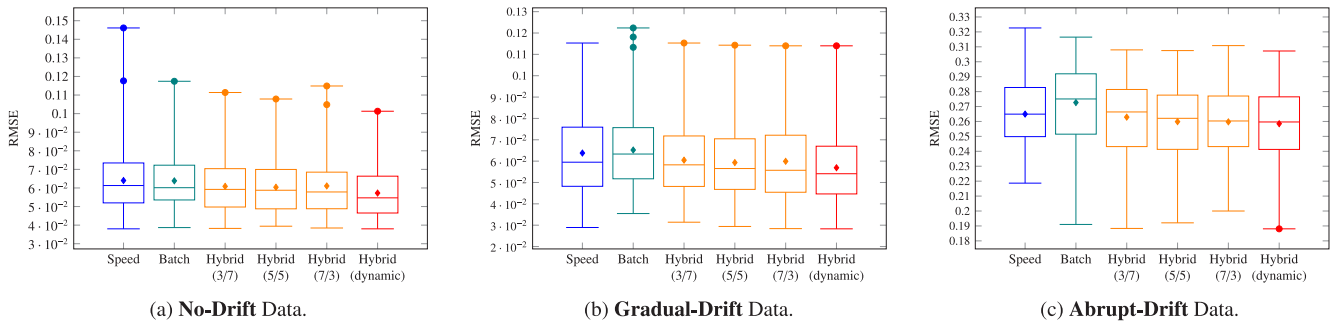 RMSE
0.15
0.14
0.13
0.12
0.11
0.1
9 · 10⁻²
8 · 10⁻²
7 · 10⁻²
6 · 10⁻²
5 · 10⁻²
4 · 10⁻²
3 · 10⁻²
Speed Batch Hybrid Hybrid Hybrid Hybrid
(3/7) (5/5) (7/3) (dynamic)
(a) No-Drift Data.
RMSE
0.13
0.12
0.11
0.1
9 · 10⁻²
8 · 10⁻²
7 · 10⁻²
6 · 10⁻²
5 · 10⁻²
4 · 10⁻²
3 · 10⁻²
2 · 10⁻²
Speed Batch Hybrid Hybrid Hybrid Hybrid
(3/7) (5/5) (7/3) (dynamic)
(b) Gradual-Drift Data.
RMSE
0.33
0.32
0.31
0.3
0.29
0.28
0.27
0.26
0.25
0.24
0.23
0.22
0.21
0.2
0.19
0.18
Speed Batch Hybrid Hybrid Hybrid Hybrid
(3/7) (5/5) (7/3) (dynamic)
(c) Abrupt-Drift Data.